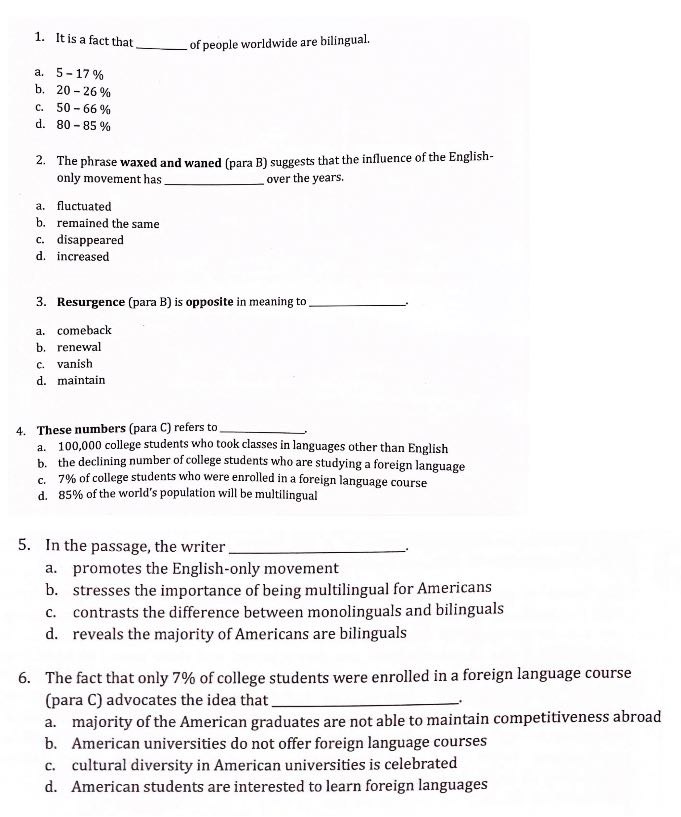 1. It is a fact that ________ of people worldwide are bilingual.
a. 5 – 17 %
b. 20 – 26 %
c. 50 – 66 %
d. 80 – 85 %
2. The phrase waxed and waned (para B) suggests that the influence of the English-
only movement has ________________ over the years.
a. fluctuated
b. remained the same
c. disappeared
d. increased
3. Resurgence (para B) is opposite in meaning to ________________.
a. comeback
b. renewal
c. vanish
d. maintain
4. These numbers (para C) refers to ______________.
a. 100,000 college students who took classes in languages other than English
b. the declining number of college students who are studying a foreign language
c. 7% of college students who were enrolled in a foreign language course
d. 85% of the world's population will be multilingual
5. In the passage, the writer ______________________.
a. promotes the English-only movement
b. stresses the importance of being multilingual for Americans
c. contrasts the difference between monolinguals and bilinguals
d. reveals the majority of Americans are bilinguals
6. The fact that only 7% of college students were enrolled in a foreign language course
(para C) advocates the idea that ______________________.
a. majority of the American graduates are not able to maintain competitiveness abroad
b. American universities do not offer foreign language courses
c. cultural diversity in American universities is celebrated
d. American students are interested to learn foreign languages